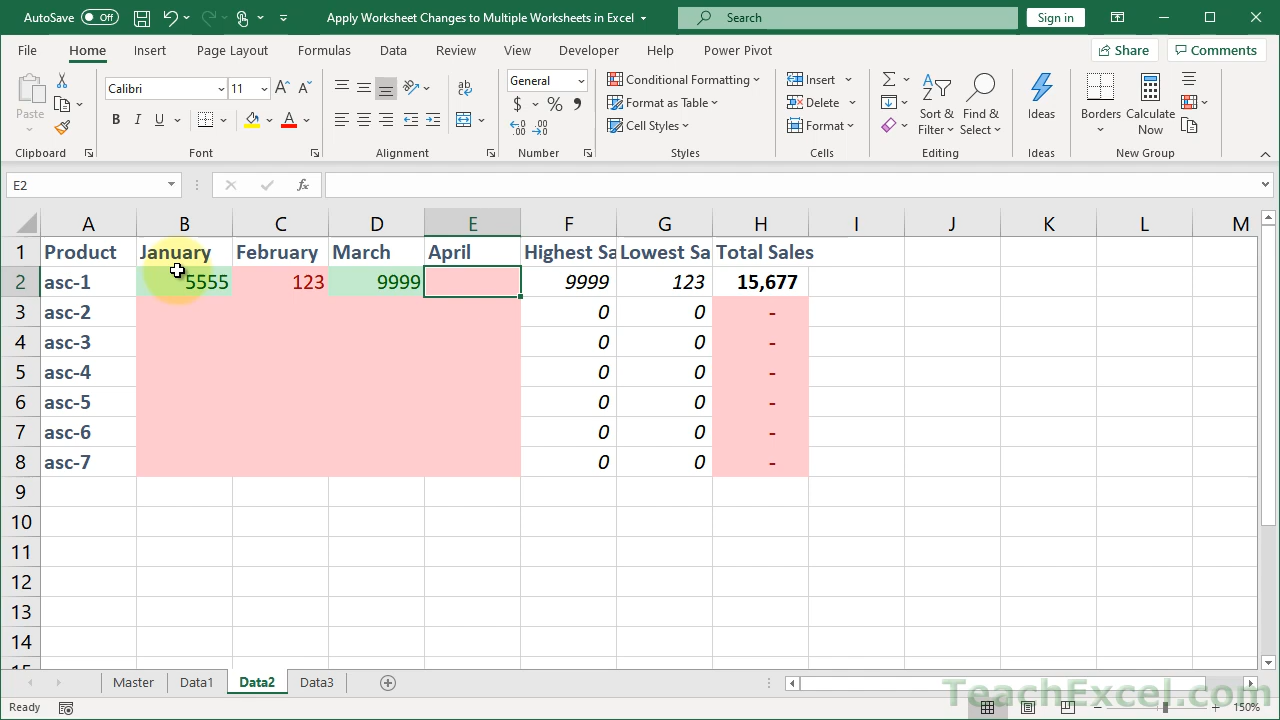 AutoSave Off Apply Worksheet Changes to Multiple Worksheets in Excel Search Sign in
File Home Insert Page Layout Formulas Data Review View Developer Help Power Pivot Share Comments
Calibri 11 General Conditional Formatting Insert
Paste B I U $ % Format as Table Delete Sort & Find & Ideas Borders Calculate
Cell Styles Format Filter Select Now
Clipboard Font Alignment Number Styles Cells Editing Ideas New Group
E2 fx
A B C D E F G H I J K L M
1 Product January February March April Highest Sa Lowest Sa Total Sales
2 asc-1 5555 123 9999 9999 123 15,677
3 asc-2 0 0 -
4 asc-3 0 0 -
5 asc-4 0 0 -
6 asc-5 0 0 -
7 asc-6 0 0 -
8 asc-7 0 0 -
9
10
11
12
13
14
Master Data1 Data2 Data3
TeachExcel.com
Ready 150%